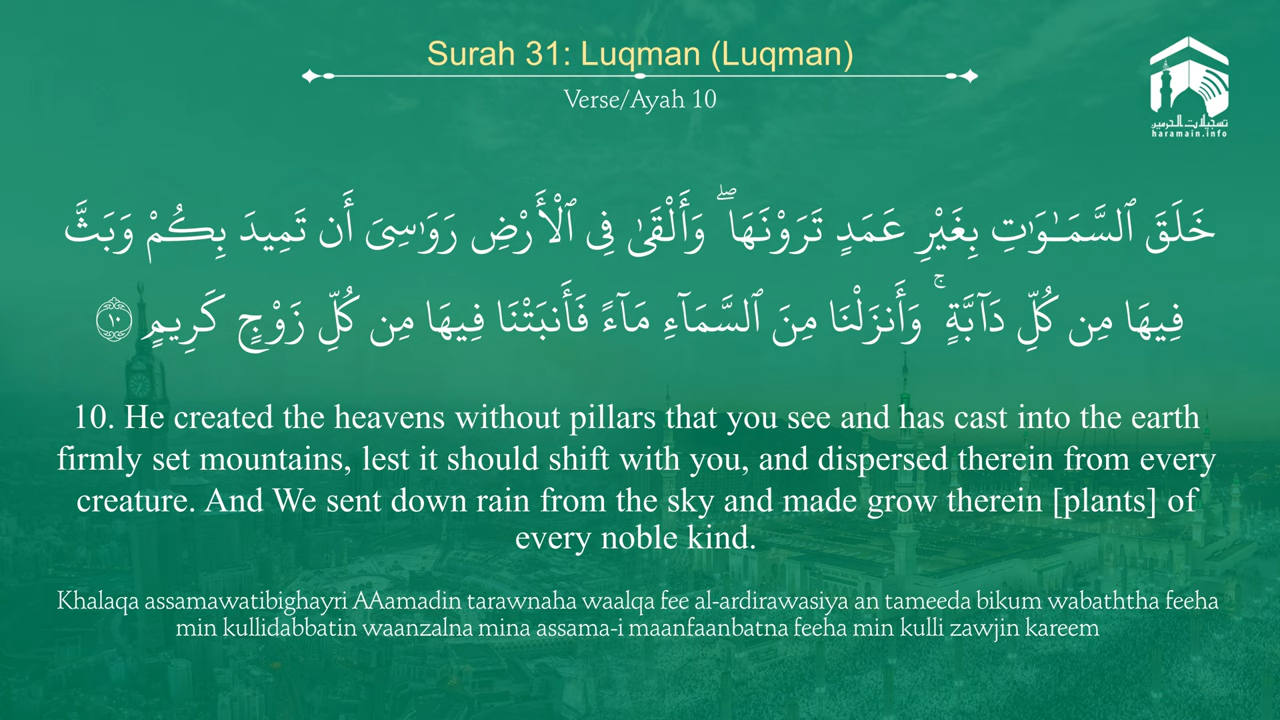 Surah 31: Luqman (Luqman)
Verse/Ayah 10
تسجيلات الحرمين
haramain.info
خَلَقَ ٱلسَّمَـٰوَٰتِ بِغَيْرِ عَمَدٍ تَرَوْنَهَا ۖ وَأَلْقَىٰ فِى ٱلْأَرْضِ رَوَٰسِىَ أَن تَمِيدَ بِكُمْ وَبَثَّ
فِيهَا مِن كُلِّ دَآبَّةٍ ۚ وَأَنزَلْنَا مِنَ ٱلسَّمَآءِ مَآءً فَأَنبَتْنَا فِيهَا مِن كُلِّ زَوْجٍ كَرِيمٍ ١٠
10. He created the heavens without pillars that you see and has cast into the earth
firmly set mountains, lest it should shift with you, and dispersed therein from every
creature. And We sent down rain from the sky and made grow therein [plants] of
every noble kind.
Khalaqa assamawatibighayri AAamadin tarawnaha waalqa fee al-ardirawasiya an tameeda bikum wabaththa feeha
min kullidabbatin waanzalna mina assama-i maanfaanbatna feeha min kulli zawjin kareem